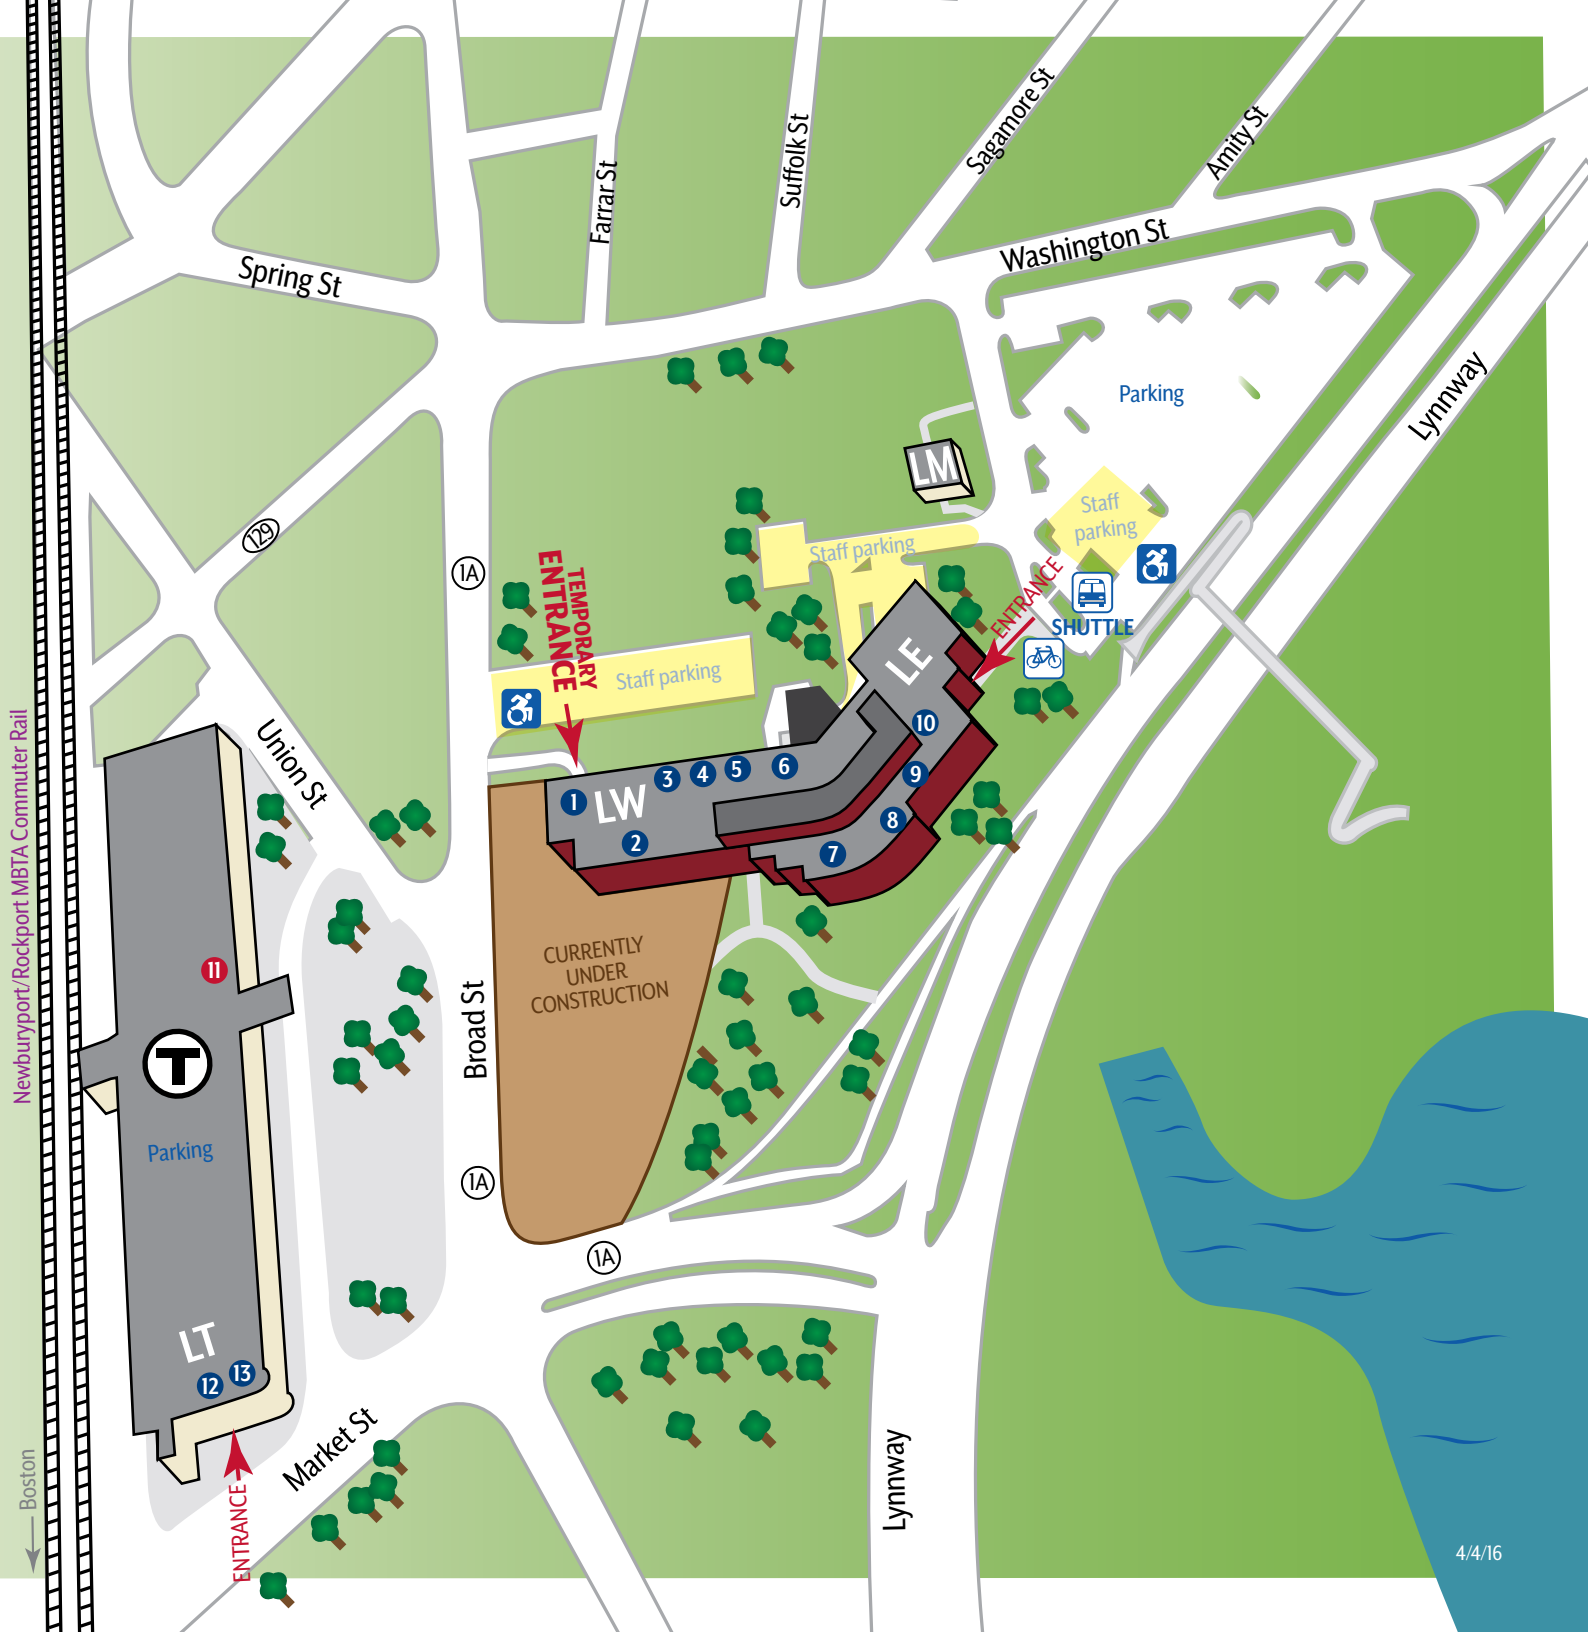 Sagamore St
Amity St
Suffolk St
Farrar St
Washington St
Spring St
Parking
Lynnway
LM
129
Staff
parking
Staff parking
1A
TEMPORARY
ENTRANCE
ENTRANCE
SHUTTLE
LE
Staff parking
Union St
10
9
8
7
6
5
4
3
LW
1
2
Newburyport/Rockport MBTA Commuter Rail
CURRENTLY
UNDER
CONSTRUCTION
11
Broad St
T
Parking
1A
1A
LT
12
13
Market St
Lynnway
Boston
ENTRANCE
4/4/16